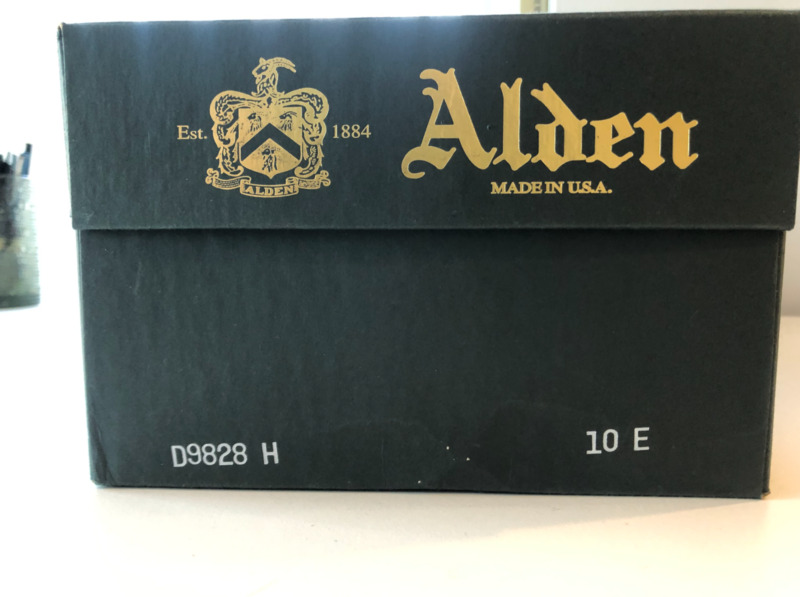 Est. 1884
ALDEN
Alden
MADE IN U.S.A.
D9828 H
10 E